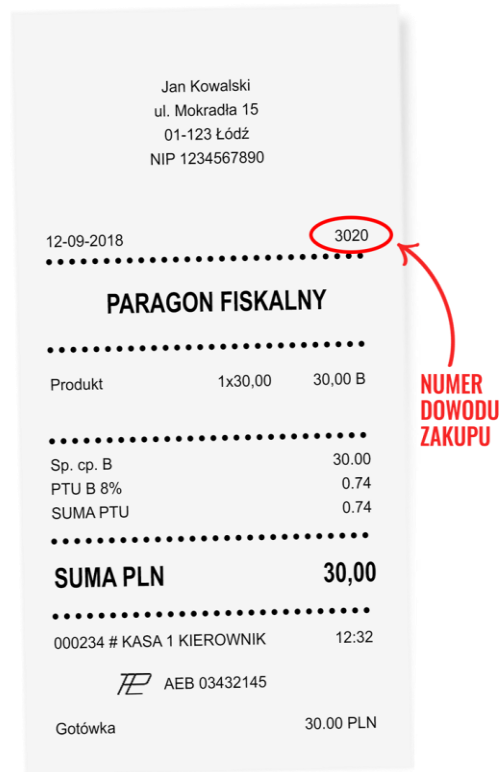 Jan Kowalski
ul. Mokradła 15
01-123 Łódź
NIP 1234567890
12-09-2018 3020
PARAGON FISKALNY
Produkt 1x30,00 30,00 B
Sp. cp. B 30.00
PTU B 8% 0.74
SUMA PTU 0.74
SUMA PLN 30,00
000234 # KASA 1 KIEROWNIK 12:32
AEB 03432145
Gotówka 30.00 PLN
NUMER
DOWODU
ZAKUPU